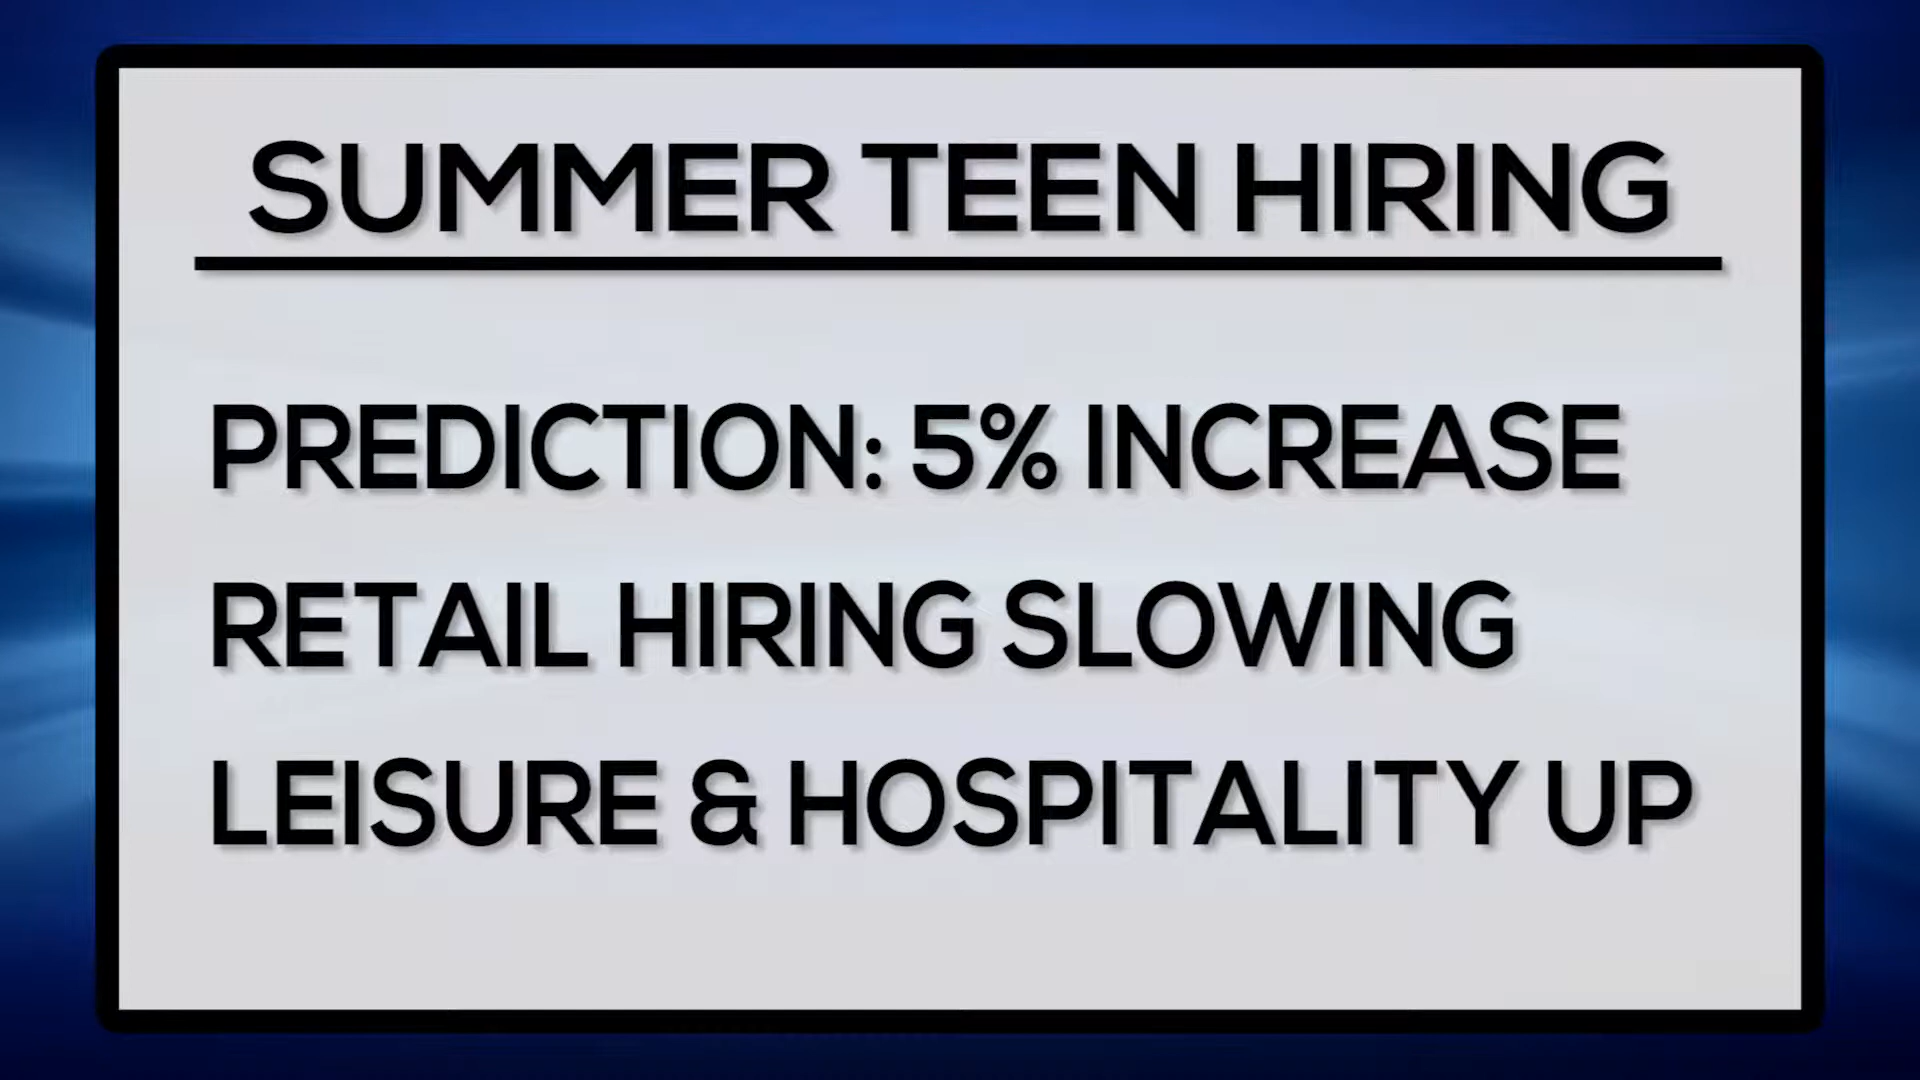 SUMMER TEEN HIRING
PREDICTION: 5% INCREASE
RETAIL HIRING SLOWING
LEISURE & HOSPITALITY UP